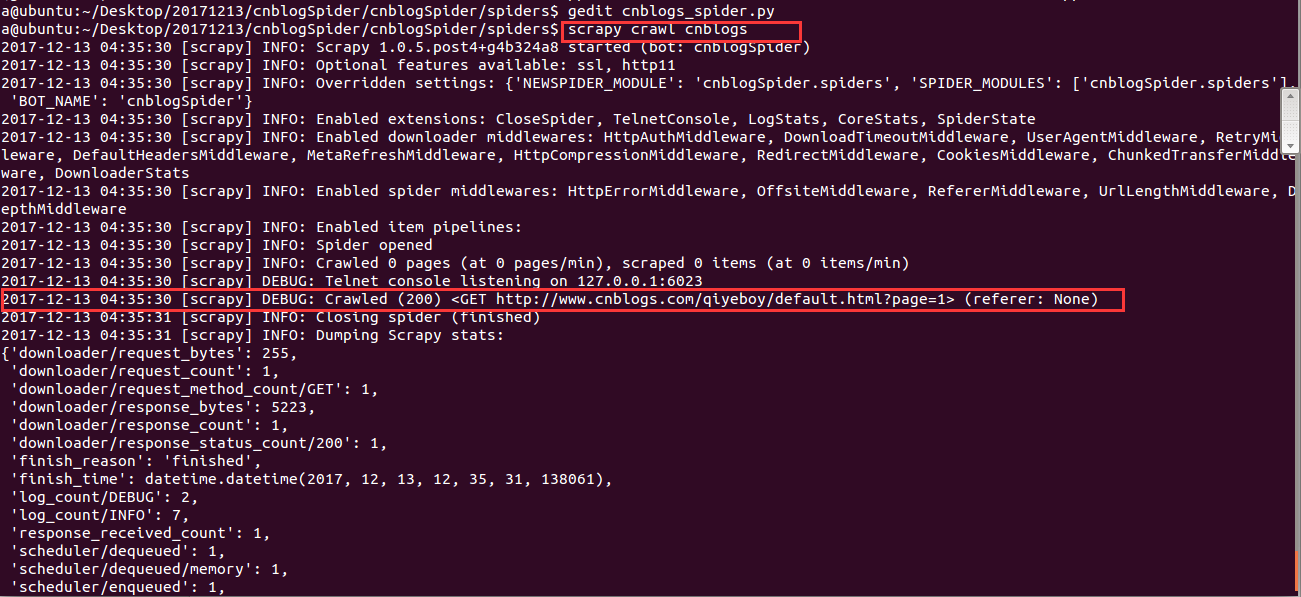 a@ubuntu:~/Desktop/20171213/cnblogSpider/cnblogSpider/spiders$ gedit cnblogs_spider.py
a@ubuntu:~/Desktop/20171213/cnblogSpider/cnblogSpider/spiders$ scrapy crawl cnblogs
2017-12-13 04:35:30 [scrapy] INFO: Scrapy 1.0.5.post4+g4b324a8 started (bot: cnblogSpider)
2017-12-13 04:35:30 [scrapy] INFO: Optional features available: ssl, http11
2017-12-13 04:35:30 [scrapy] INFO: Overridden settings: {'NEWSPIDER_MODULE': 'cnblogSpider.spiders', 'SPIDER_MODULES': ['cnblogSpider.spiders'],
 'BOT_NAME': 'cnblogSpider'}
2017-12-13 04:35:30 [scrapy] INFO: Enabled extensions: CloseSpider, TelnetConsole, LogStats, CoreStats, SpiderState
2017-12-13 04:35:30 [scrapy] INFO: Enabled downloader middlewares: HttpAuthMiddleware, DownloadTimeoutMiddleware, UserAgentMiddleware, RetryMidd
leware, DefaultHeadersMiddleware, MetaRefreshMiddleware, HttpCompressionMiddleware, RedirectMiddleware, CookiesMiddleware, ChunkedTransferMiddle
ware, DownloaderStats
2017-12-13 04:35:30 [scrapy] INFO: Enabled spider middlewares: HttpErrorMiddleware, OffsiteMiddleware, RefererMiddleware, UrlLengthMiddleware, D
epthMiddleware
2017-12-13 04:35:30 [scrapy] INFO: Enabled item pipelines:
2017-12-13 04:35:30 [scrapy] INFO: Spider opened
2017-12-13 04:35:30 [scrapy] INFO: Crawled 0 pages (at 0 pages/min), scraped 0 items (at 0 items/min)
2017-12-13 04:35:30 [scrapy] DEBUG: Telnet console listening on 127.0.0.1:6023
2017-12-13 04:35:30 [scrapy] DEBUG: Crawled (200) <GET http://www.cnblogs.com/qiyeboy/default.html?page=1> (referer: None)
2017-12-13 04:35:31 [scrapy] INFO: Closing spider (finished)
2017-12-13 04:35:31 [scrapy] INFO: Dumping Scrapy stats:
{'downloader/request_bytes': 255,
 'downloader/request_count': 1,
 'downloader/request_method_count/GET': 1,
 'downloader/response_bytes': 5223,
 'downloader/response_count': 1,
 'downloader/response_status_count/200': 1,
 'finish_reason': 'finished',
 'finish_time': datetime.datetime(2017, 12, 13, 12, 35, 31, 138061),
 'log_count/DEBUG': 2,
 'log_count/INFO': 7,
 'response_received_count': 1,
 'scheduler/dequeued': 1,
 'scheduler/dequeued/memory': 1,
 'scheduler/enqueued': 1,